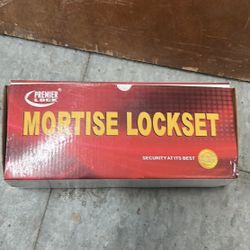 PREMIER
LOCK
MORTISE LOCKSET
SECURITY AT ITS BEST